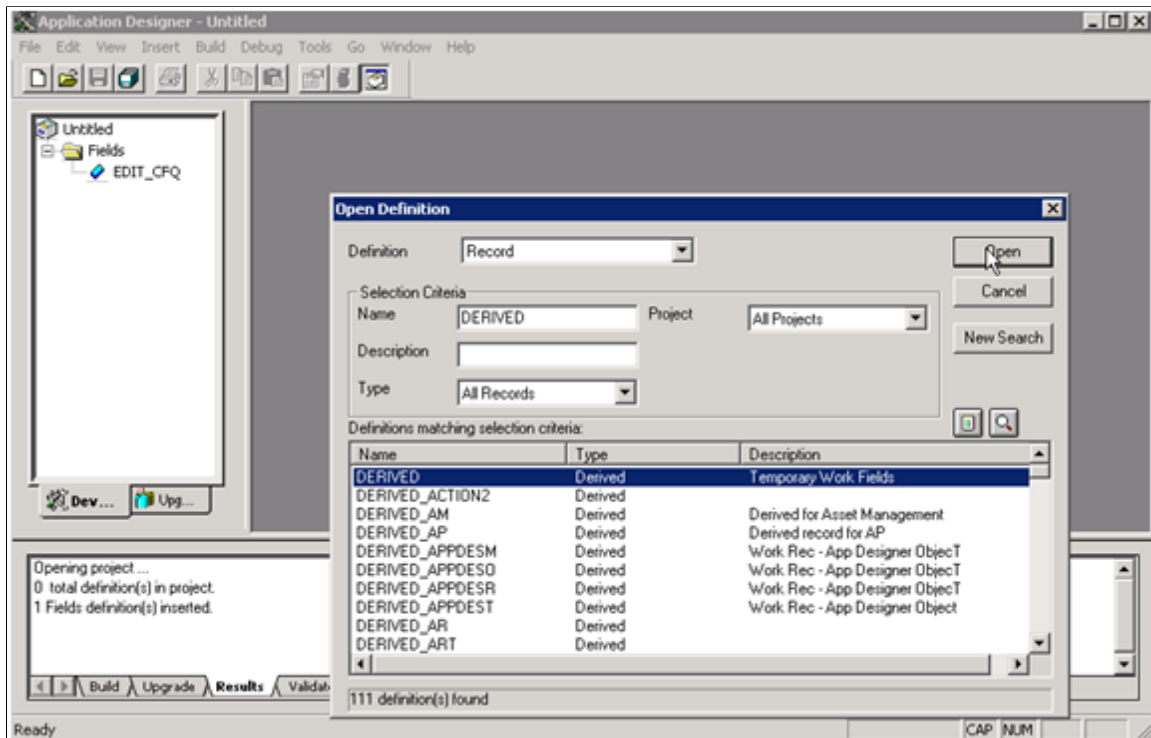 Application Designer - Untitled
File Edit View Insert Build Debug Tools Go Window Help
Untitled
Fields
EDIT_CFQ
Dev... Upg...
Open Definition
Definition Record Open
Cancel
New Search
Selection Criteria
Name DERIVED Project All Projects
Description
Type All Records
Definitions matching selection criteria:
Name Type Description
DERIVED Derived Temporary Work Fields
DERIVED_ACTION2 Derived
DERIVED_AM Derived Derived for Asset Management
DERIVED_AP Derived Derived record for AP
DERIVED_APPDESM Derived Work Rec - App Designer ObjecT
DERIVED_APPDESO Derived Work Rec - App Designer ObjecT
DERIVED_APPDESR Derived Work Rec - App Designer ObjecT
DERIVED_APPDEST Derived Work Rec - App Designer Object
DERIVED_AR Derived
DERIVED_ART Derived
111 definition(s) found
Opening project ...
0 total definition(s) in project.
1 Fields definition(s) inserted.
Build Upgrade Results Validat
Ready CAP NUM